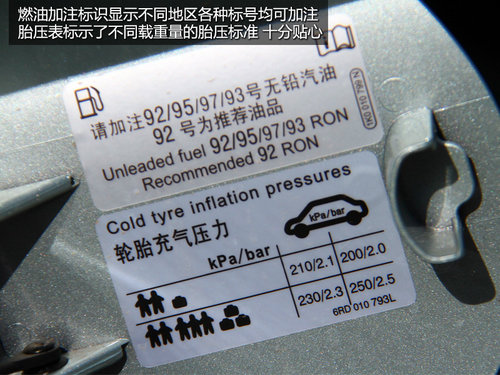 燃油加注标识显示不同地区各种标号均可加注
胎压表标示了不同载重量的胎压标准 十分贴心
请加注92/95/97/93号无铅汽油
92 号为推荐油品
Unleaded fuel 92/95/97/93 RON
Recommended 92 RON
Cold tyre inflation pressures
轮胎充气压力
kPa/bar
kPa/bar
210/2.1 200/2.0
230/2.3 250/2.5
6RD 010 793L